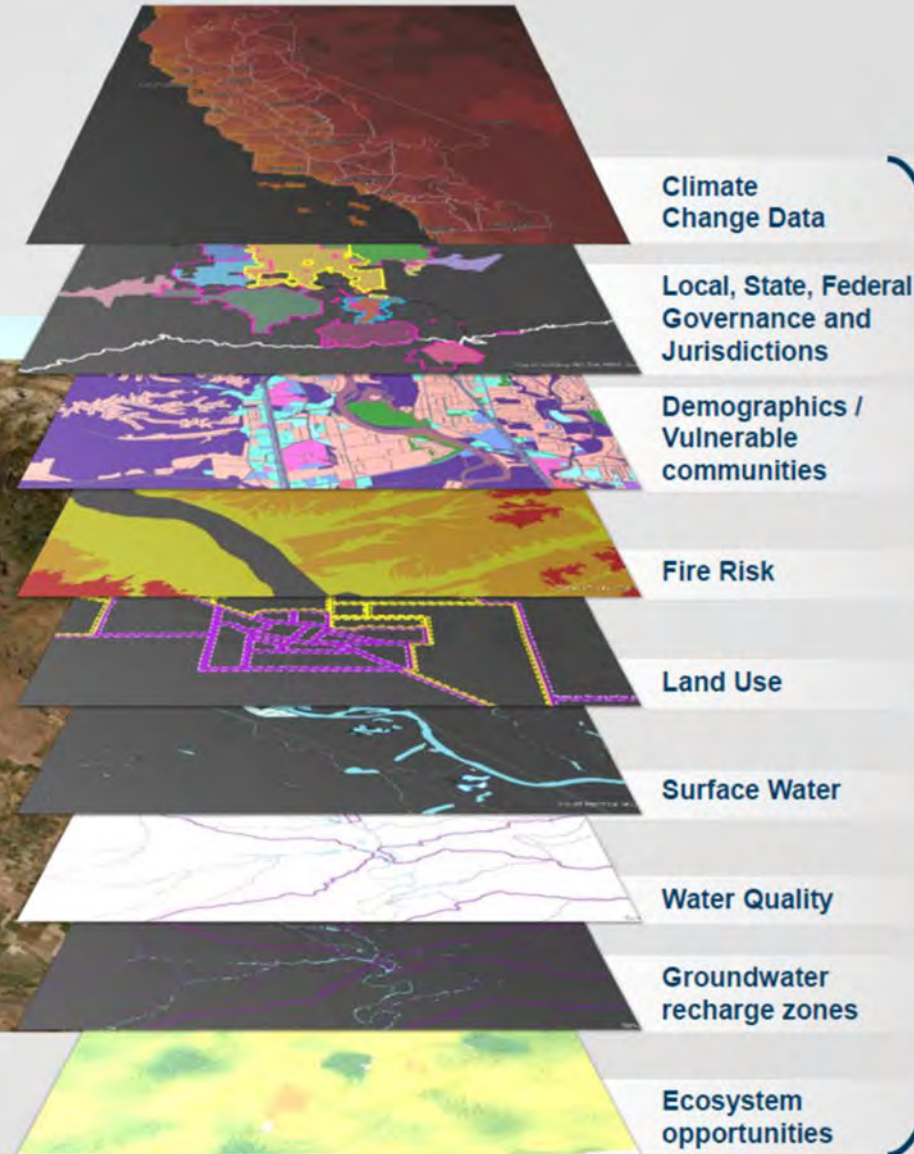 Climate
Change Data
Local, State, Federal
Governance and
Jurisdictions
Demographics /
Vulnerable
communities
Fire Risk
Land Use
Surface Water
Water Quality
Groundwater
recharge zones
Ecosystem
opportunities